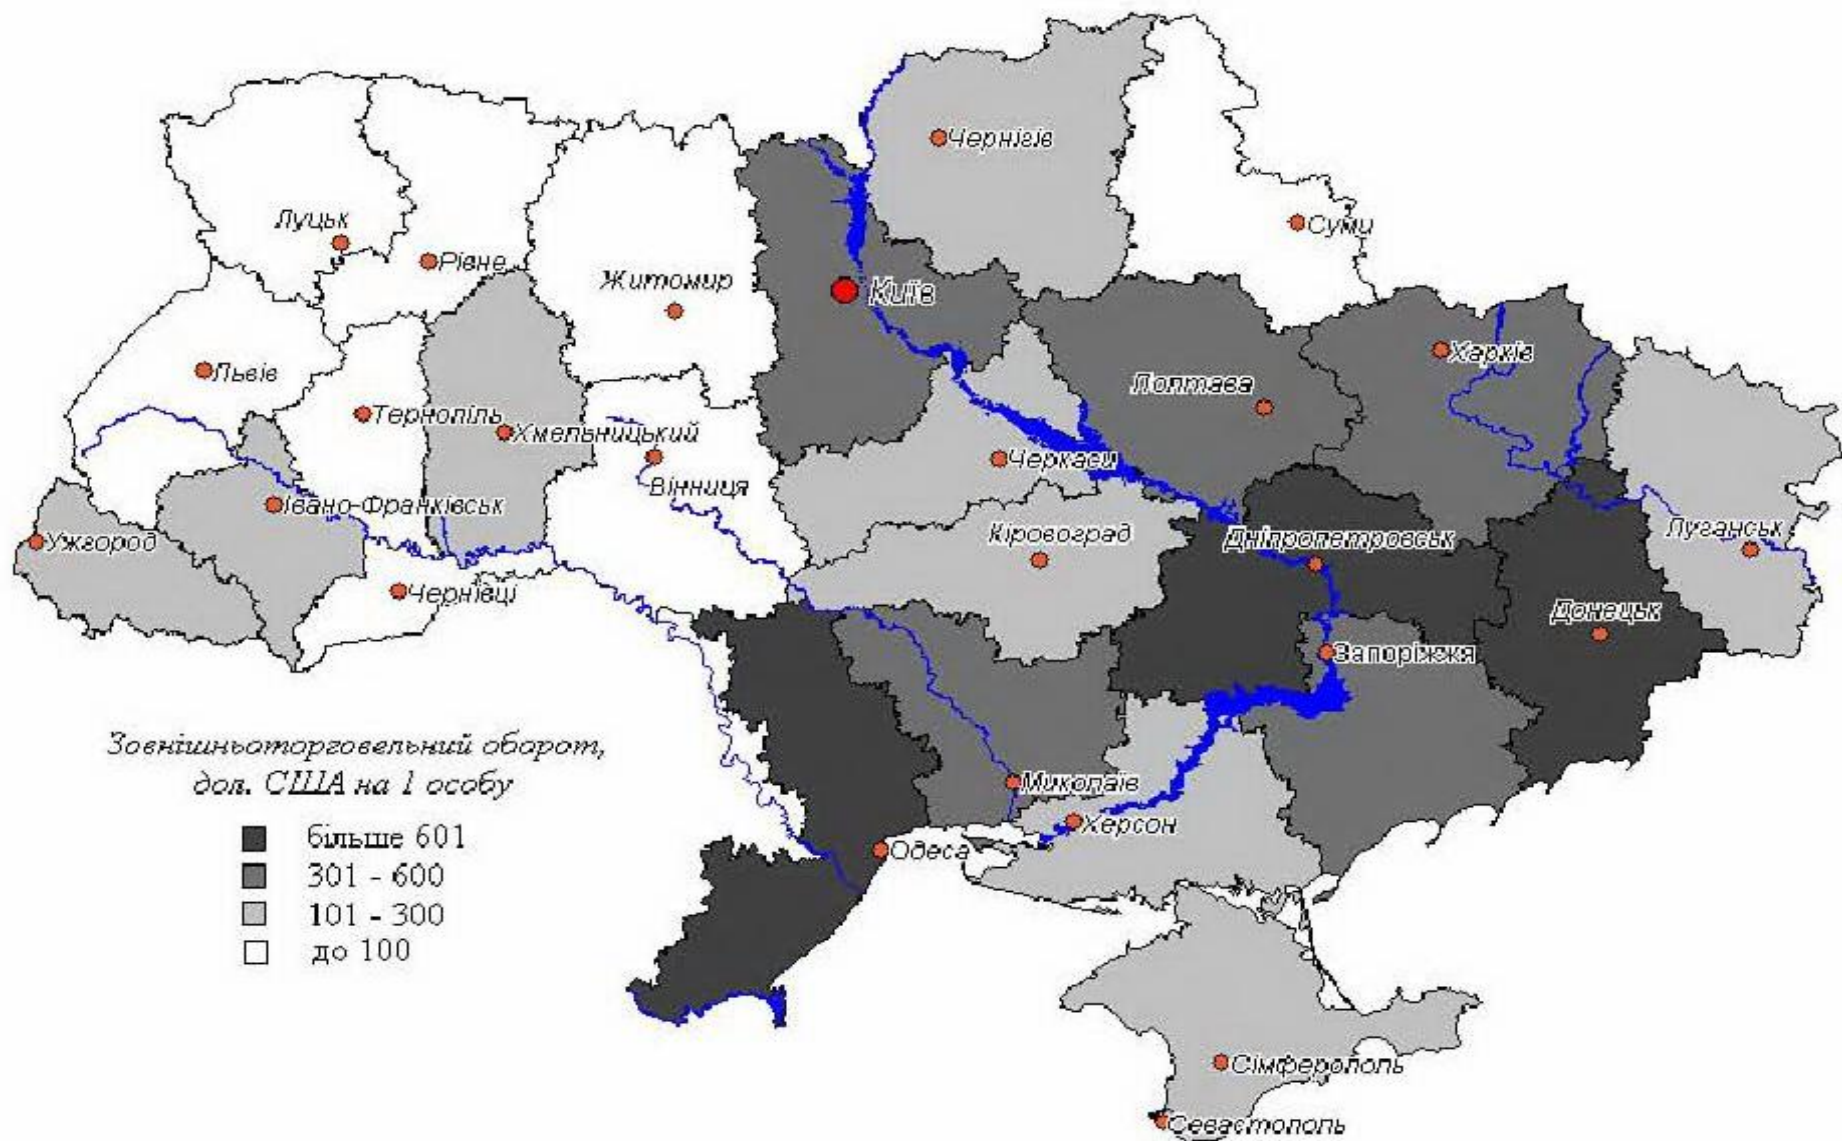 Чернігів
Суми
Луцьк
Рівне
Житомир
Київ
Харків
Львів
Полтава
Тернопіль
Хмельницький
Черкаси
Вінниця
Івано-Франківськ
Ужгород
Кіровоград
Дніпропетровськ
Луганськ
Чернівці
Донецьк
Запоріжжя
Зовнішньоторговельний оборот,
дол. США на 1 особу
більше 601
301 - 600
101 - 300
до 100
Миколаїв
Херсон
Одеса
Сімферополь
Севастополь